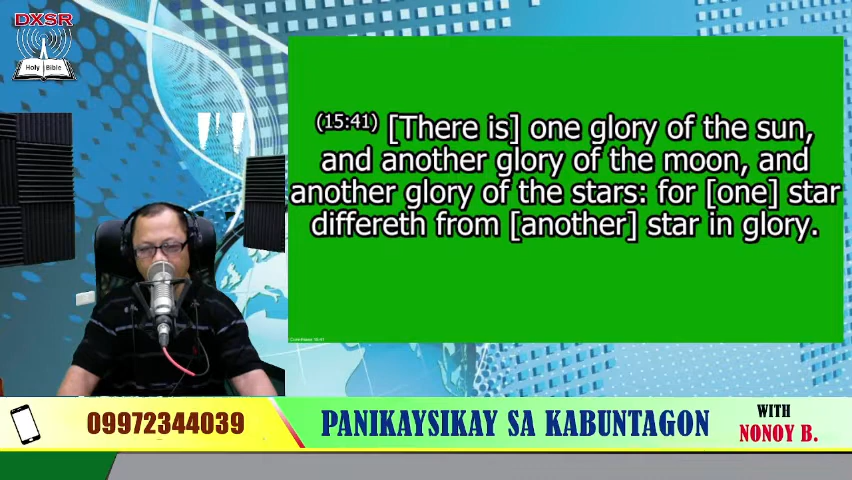 DXSR
Holy Bible
(15:41) [There is] one glory of the sun,
and another glory of the moon, and
another glory of the stars: for [one] star
differeth from [another] star in glory.
09972344039
PANIKAYSIKAY SA KABUNTAGON
WITH
NONOY B.